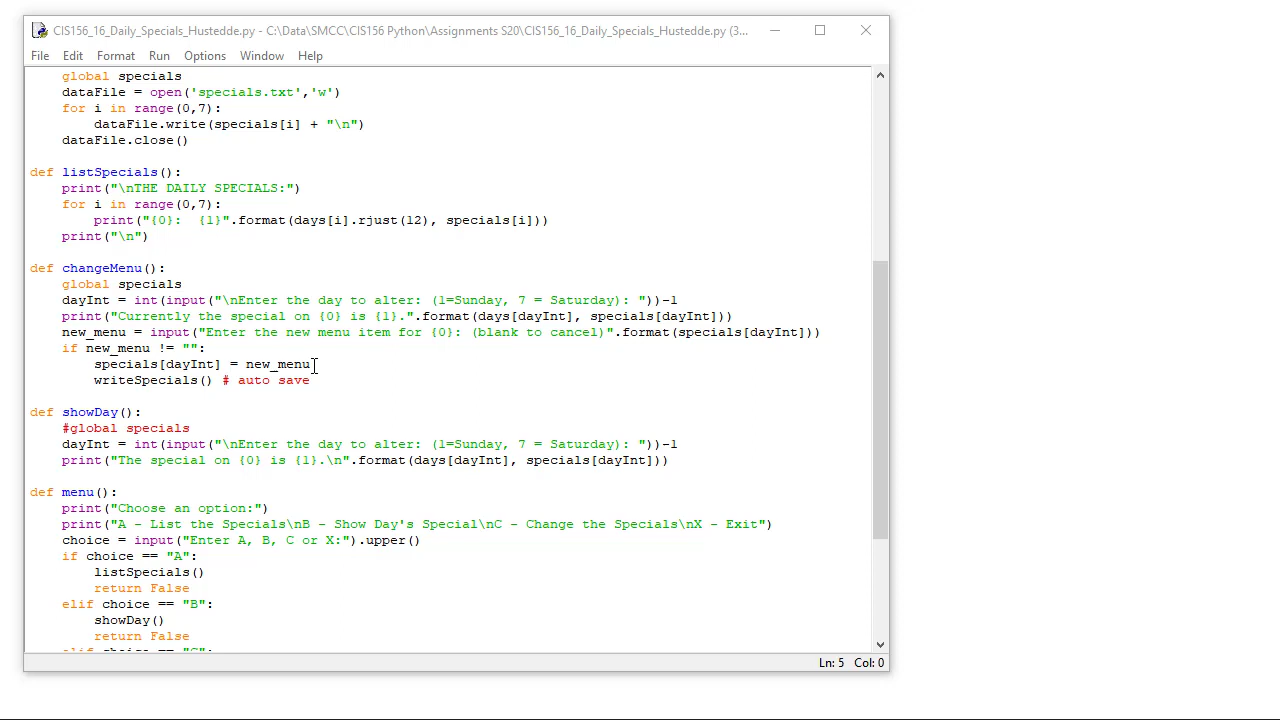 CIS156_16_Daily_Specials_Hustedde.py - C:\Data\SMCC\CIS156 Python\Assignments S20\CIS156_16_Daily_Specials_Hustedde.py (3...
File Edit Format Run Options Window Help
global specials
dataFile = open('specials.txt','w')
for i in range(0,7):
dataFile.write(specials[i] + "\n")
dataFile.close()
def listSpecials():
print("\nTHE DAILY SPECIALS:")
for i in range(0,7):
print("{0}:  {1}".format(days[i].rjust(12), specials[i]))
print("\n")
def changeMenu():
global specials
dayInt = int(input("\nEnter the day to alter: (1=Sunday, 7 = Saturday): "))-1
print("Currently the special on {0} is {1}.".format(days[dayInt], specials[dayInt]))
new_menu = input("Enter the new menu item for {0}: (blank to cancel)".format(specials[dayInt]))
if new_menu != "":
specials[dayInt] = new_menu
writeSpecials() # auto save
def showDay():
#global specials
dayInt = int(input("\nEnter the day to alter: (1=Sunday, 7 = Saturday): "))-1
print("The special on {0} is {1}.\n".format(days[dayInt], specials[dayInt]))
def menu():
print("Choose an option:")
print("A - List the Specials\nB - Show Day's Special\nC - Change the Specials\nX - Exit")
choice = input("Enter A, B, C or X:").upper()
if choice == "A":
listSpecials()
return False
elif choice == "B":
showDay()
return False
elif choice == "C":
Ln: 5 Col: 0